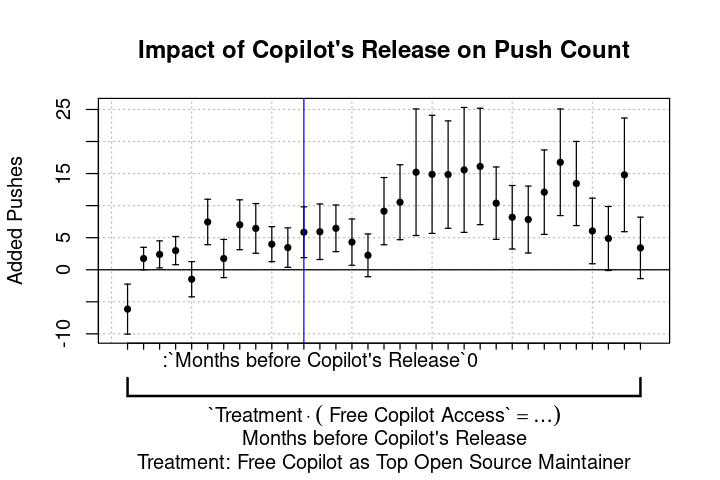 Impact of Copilot's Release on Push Count
Added Pushes
25
15
5
0
-10
:`Months before Copilot's Release`0
`Treatment · ( Free Copilot Access` = …)
Months before Copilot's Release
Treatment: Free Copilot as Top Open Source Maintainer